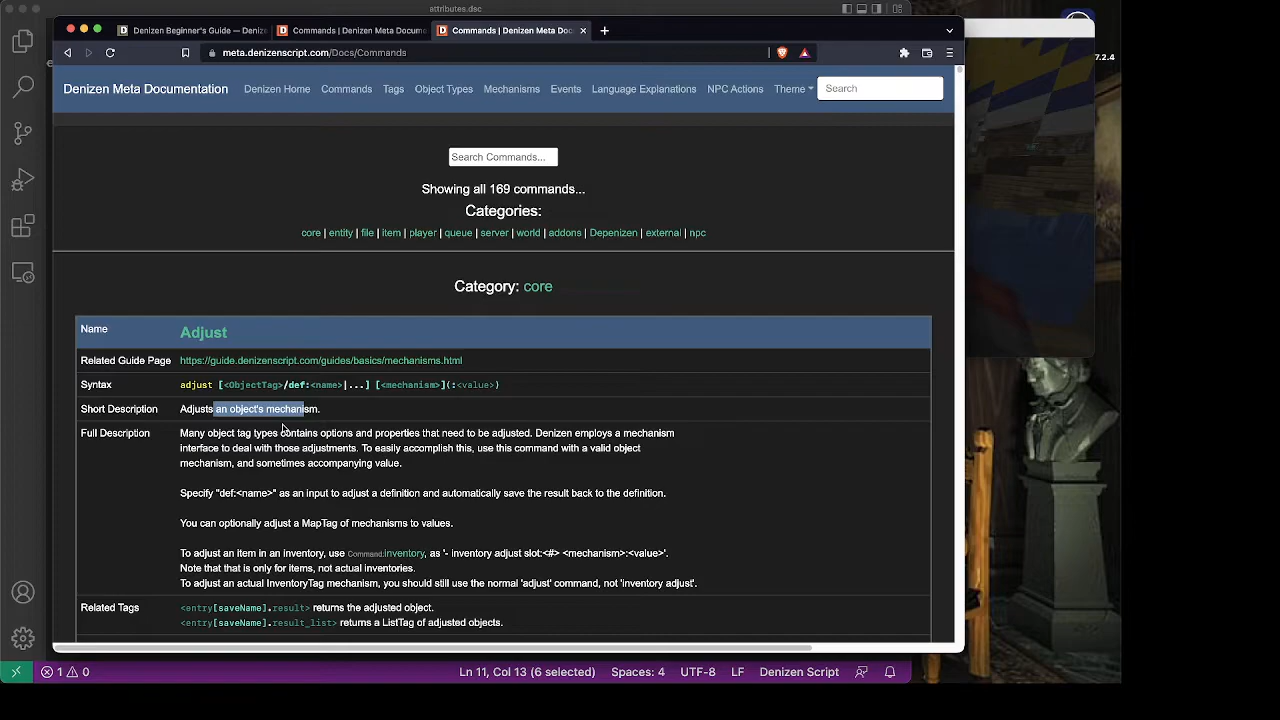 attributes.dsc
Denizen Beginner's Guide — Deniz
Commands | Denizen Meta Docume
Commands | Denizen Meta Doc
meta.denizenscript.com/Docs/Commands
7.2.4
Denizen Meta Documentation Denizen Home Commands Tags Object Types Mechanisms Events Language Explanations NPC Actions Theme Search
Search Commands...
Showing all 169 commands...
Categories:
core | entity | file | item | player | queue | server | world | addons | Depenizen | external | npc
Category: core
Name Adjust
Related Guide Page https://guide.denizenscript.com/guides/basics/mechanisms.html
Syntax adjust [<ObjectTag>/def:<name>|...] [<mechanism>](:<value>)
Short Description Adjusts an object's mechanism.
Full Description Many object tag types contains options and properties that need to be adjusted. Denizen employs a mechanism
interface to deal with those adjustments. To easily accomplish this, use this command with a valid object
mechanism, and sometimes accompanying value.
Specify "def:<name>" as an input to adjust a definition and automatically save the result back to the definition.
You can optionally adjust a MapTag of mechanisms to values.
To adjust an item in an inventory, use Command:inventory, as '- inventory adjust slot:<#> <mechanism>:<value>'.
Note that that is only for items, not actual inventories.
To adjust an actual InventoryTag mechanism, you should still use the normal 'adjust' command, not 'inventory adjust'.
Related Tags <entry[saveName].result> returns the adjusted object.
<entry[saveName].result_list> returns a ListTag of adjusted objects.
1 0 Ln 11, Col 13 (6 selected) Spaces: 4 UTF-8 LF Denizen Script